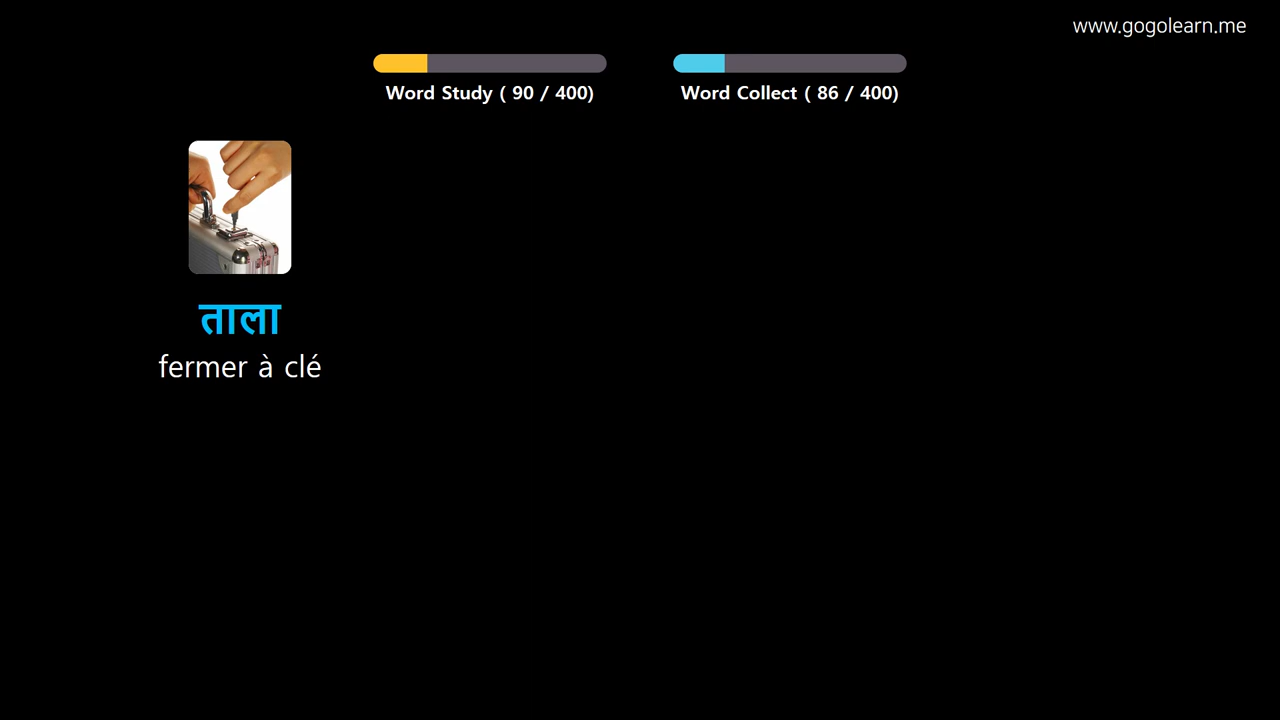 www.gogolearn.me
Word Study ( 90 / 400)
Word Collect ( 86 / 400)
ताला
fermer à clé